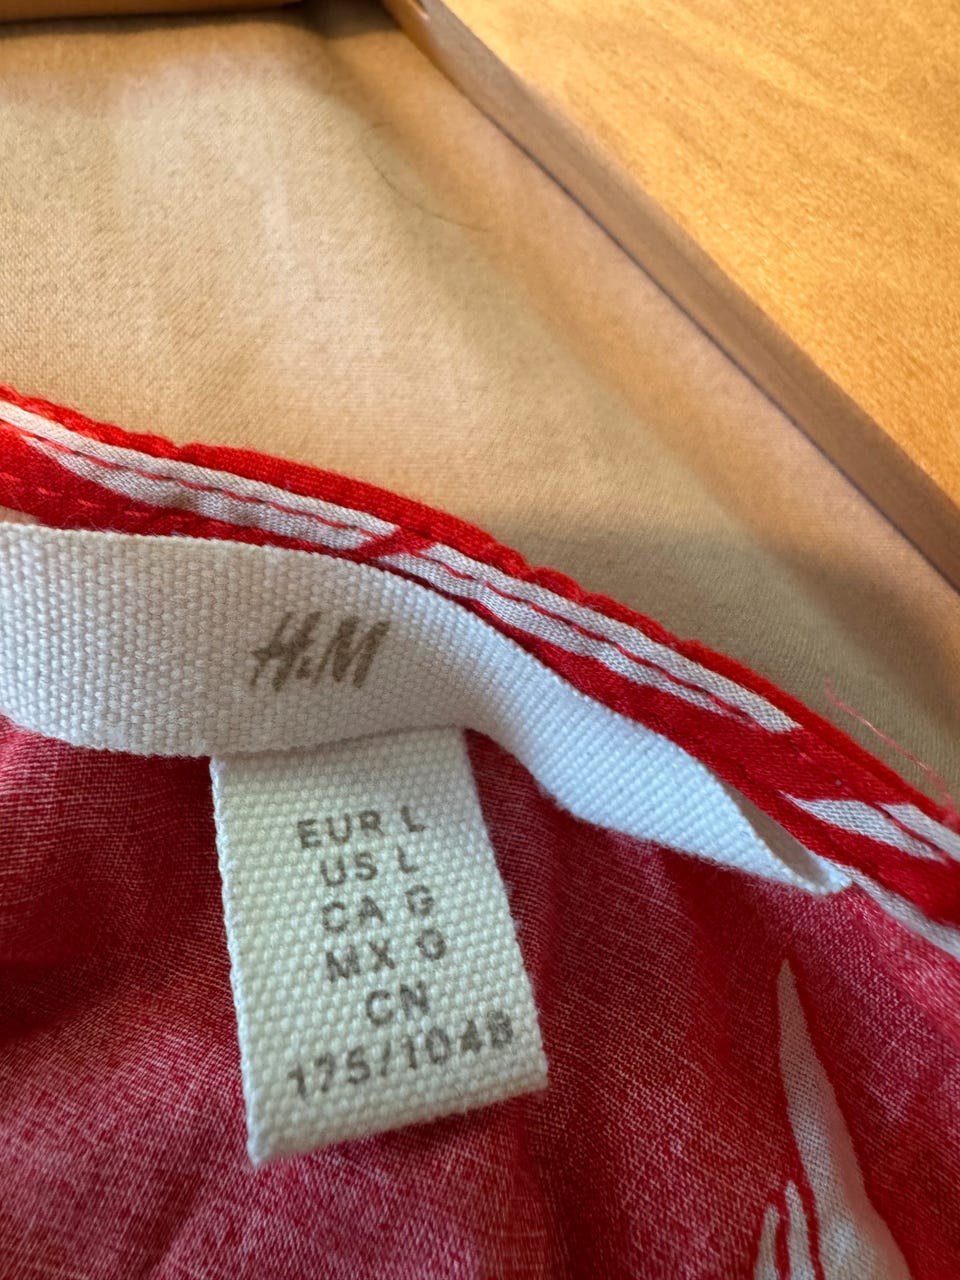 H&M
EUR L
US L
CA G
MX G
CN
175/104B